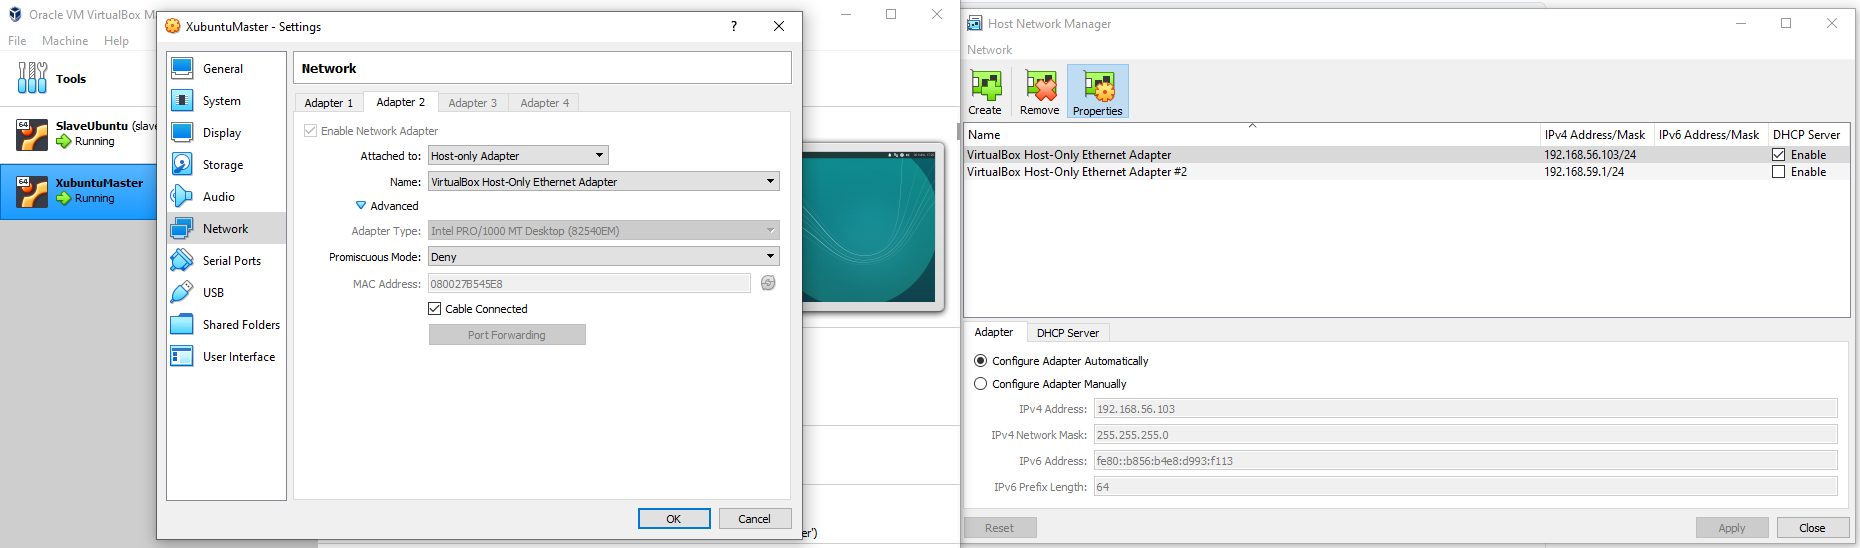 Oracle VM VirtualBox Ma
File Machine Help
Tools
64
SlaveUbuntu (slave
Running
64
XubuntuMaster
Running
XubuntuMaster - Settings
?
General
System
Display
Storage
Audio
Network
Serial Ports
USB
Shared Folders
User Interface
Network
Adapter 1 Adapter 2 Adapter 3 Adapter 4
Enable Network Adapter
Attached to: Host-only Adapter
Name: VirtualBox Host-Only Ethernet Adapter
Advanced
Adapter Type: Intel PRO/1000 MT Desktop (82540EM)
Promiscuous Mode: Deny
MAC Address: 080027B545E8
Cable Connected
Port Forwarding
OK Cancel
er')
Host Network Manager
Network
Create Remove Properties
Name IPv4 Address/Mask IPv6 Address/Mask DHCP Server
VirtualBox Host-Only Ethernet Adapter 192.168.56.103/24 Enable
VirtualBox Host-Only Ethernet Adapter #2 192.168.59.1/24 Enable
Adapter DHCP Server
Configure Adapter Automatically
Configure Adapter Manually
IPv4 Address: 192.168.56.103
IPv4 Network Mask: 255.255.255.0
IPv6 Address: fe80::b856:b4e8:d993:f113
IPv6 Prefix Length: 64
Reset Apply Close